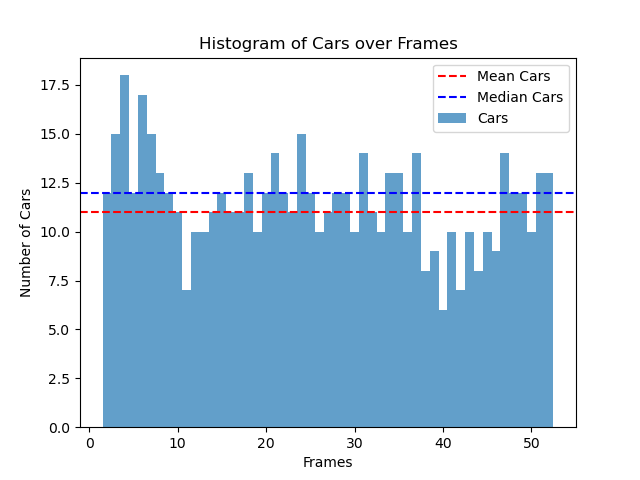 Histogram of Cars over Frames
Mean Cars
Median Cars
Cars
17.5
15.0
12.5
10.0
7.5
5.0
2.5
0.0
Number of Cars
0 10 20 30 40 50
Frames